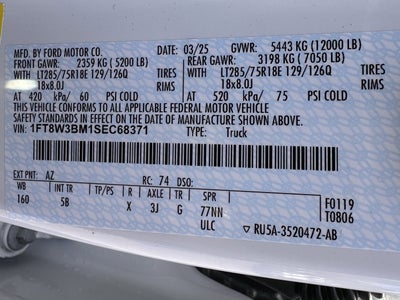 MFD. BY FORD MOTOR CO. 03/25 GVWR: 5443 KG (12000 LB)
FRONT GAWR: 2359 KG (5200 LB) REAR GAWR: 3198 KG (7050 LB)
WITH LT285/75R18E 129/126Q TIRES WITH LT285/75R18E 129/126Q TIRES
18x8.0J RIMS 18x8.0J RIMS
AT 420 kPa/ 60 PSI COLD AT 520 kPa/ 75 PSI COLD
THIS VEHICLE CONFORMS TO ALL APPLICABLE FEDERAL MOTOR VEHICLE
SAFETY STANDARDS IN EFFECT ON THE DATE OF MANUFACTURE SHOWN ABOVE.
VIN: 1FT8W3BM1SEC68371 TYPE: Truck
EXT PNT: AZ RC: 74 DSO:
WB INT TR TP/PS R AXLE TR SPR F0119
160 5B X 3J G 77NN T0806
ULC ▽ RU5A-3520472-AB